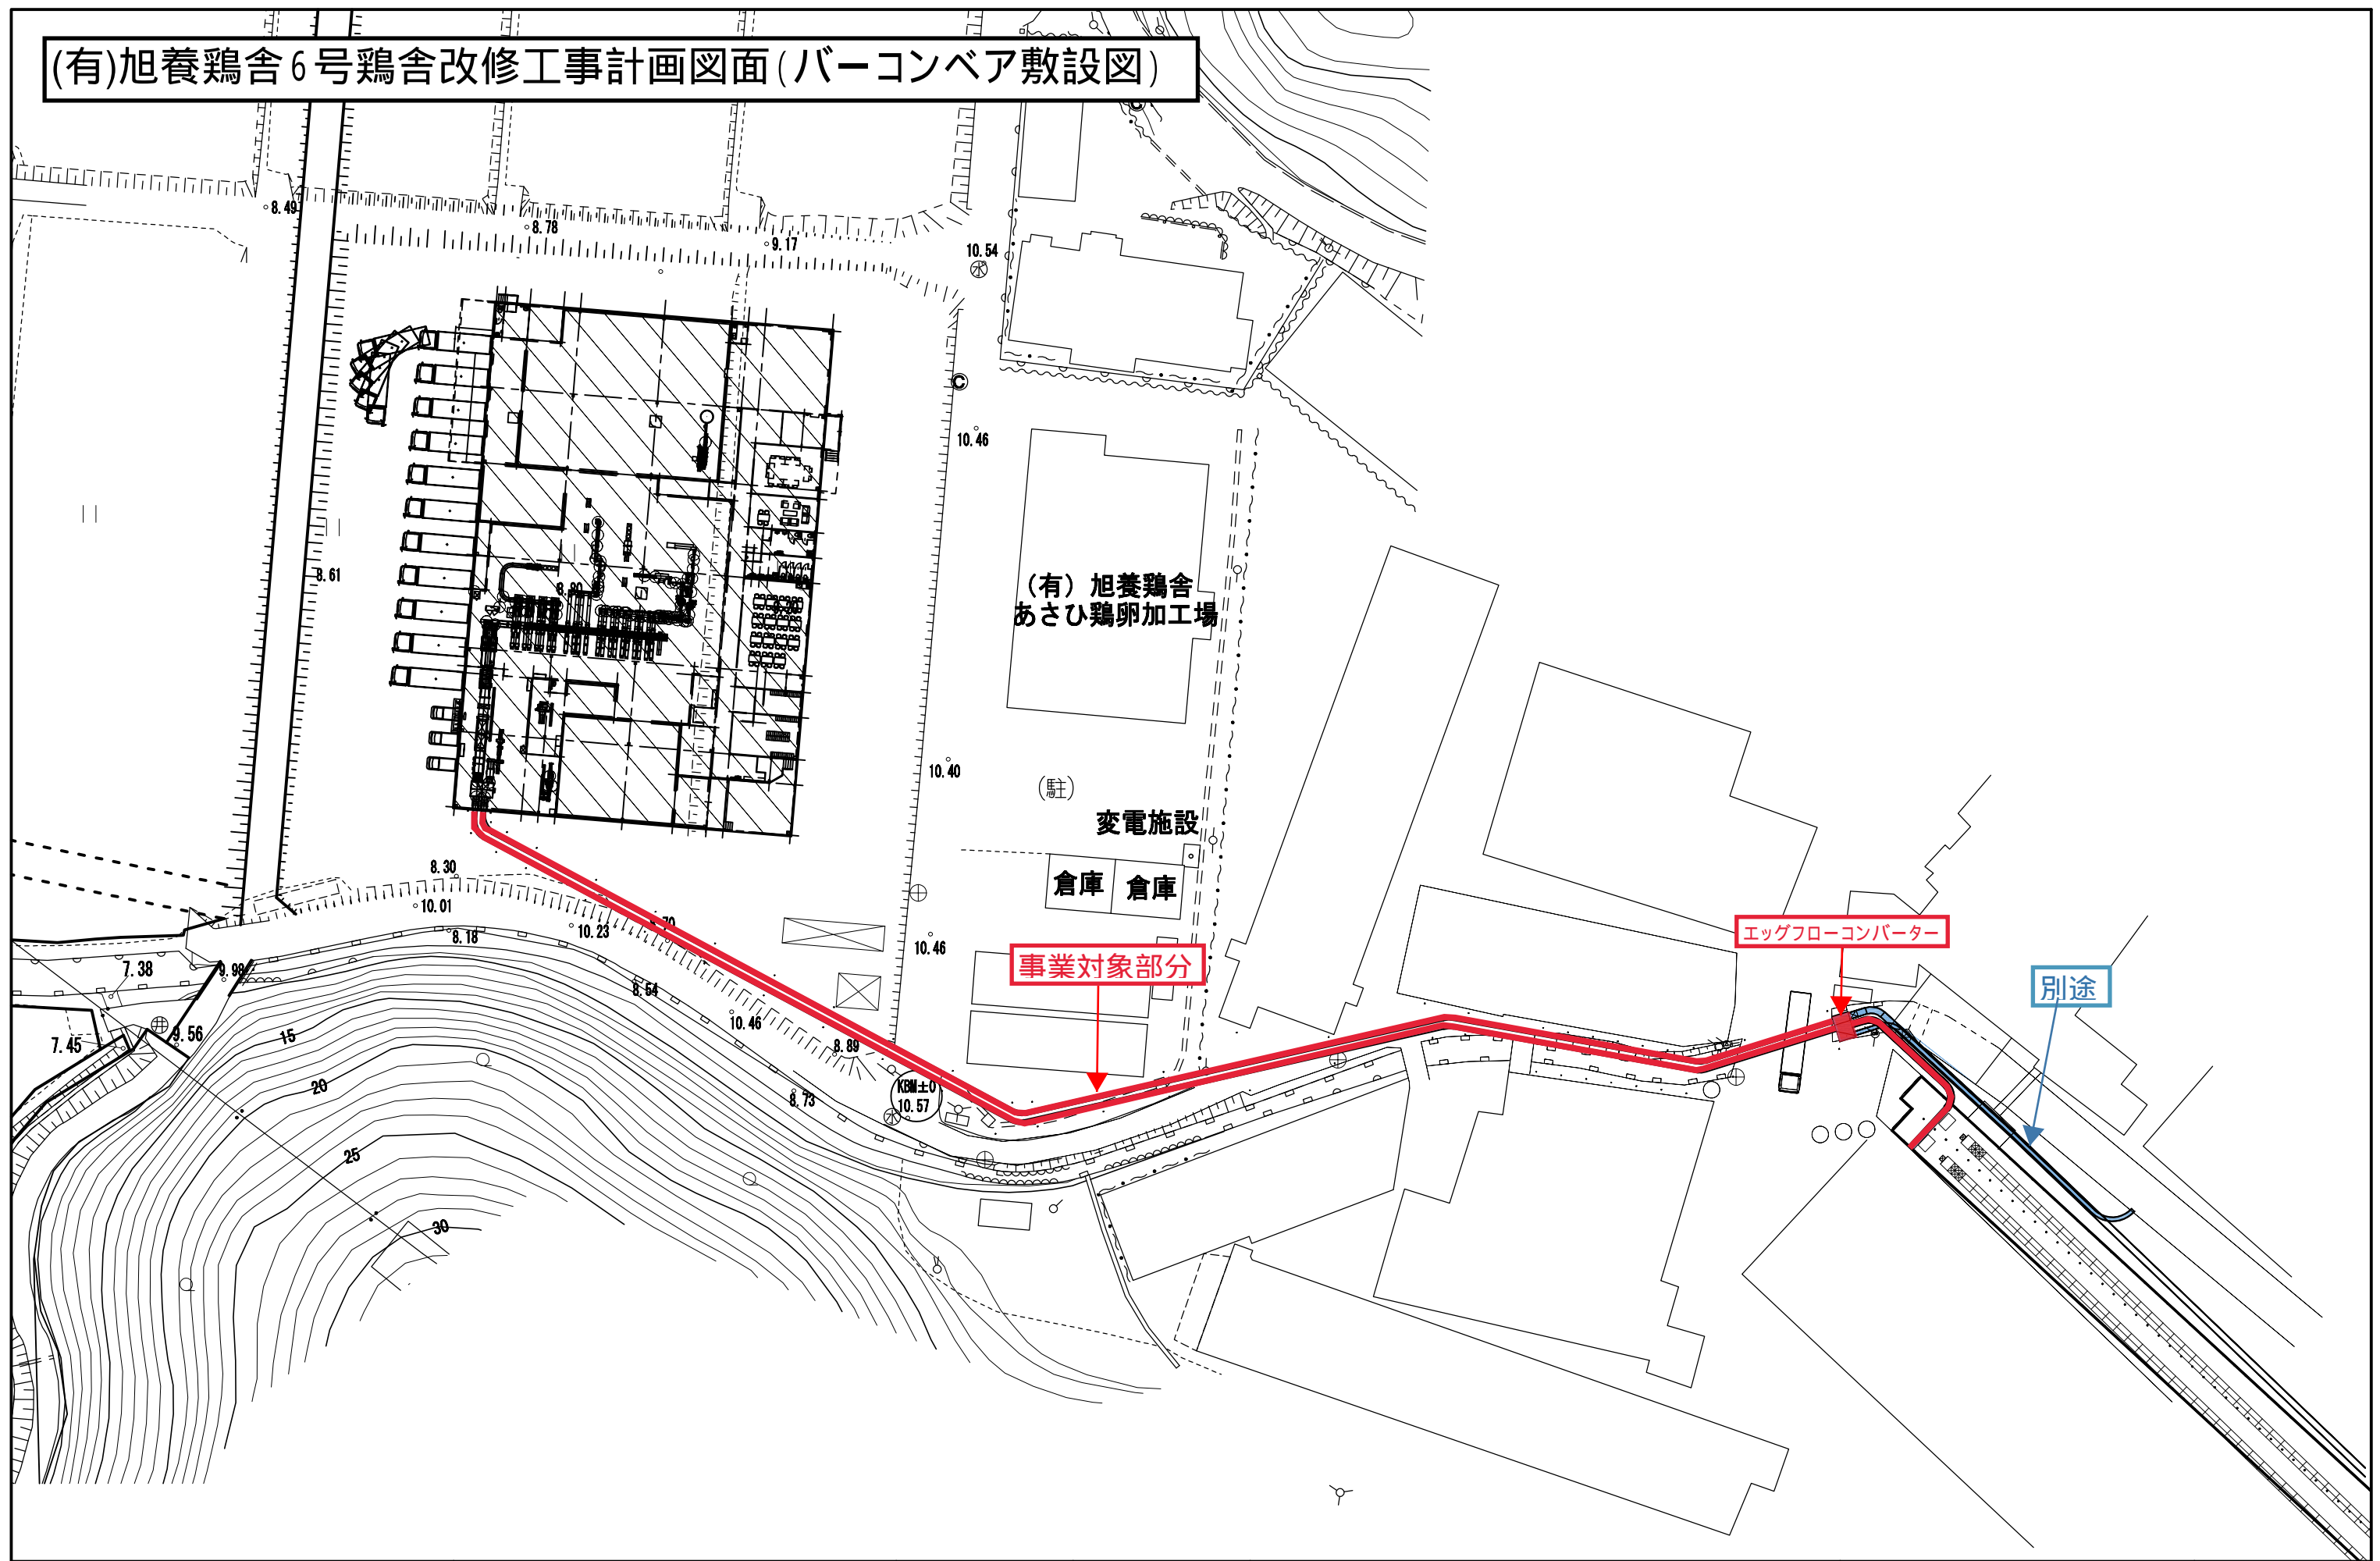 (有)旭養鶏舎6号鶏舎改修工事計画図面(バーコンベア敷設図)
8.49
8.78
9.17
10.54
水
C
C
10.46
8.61
8.80
(有) 旭養鶏舎
あさひ鶏卵加工場
10.40
(駐)
変電施設
倉庫
倉庫
8.30
10.01
8.18
10.23
10.46
7.38
9.98
8.54
10.46
事業対象部分
エッグフローコンバーター
別途
7.45
9.56
15
8.89
KBM±0
10.57
8.73
20
25
30